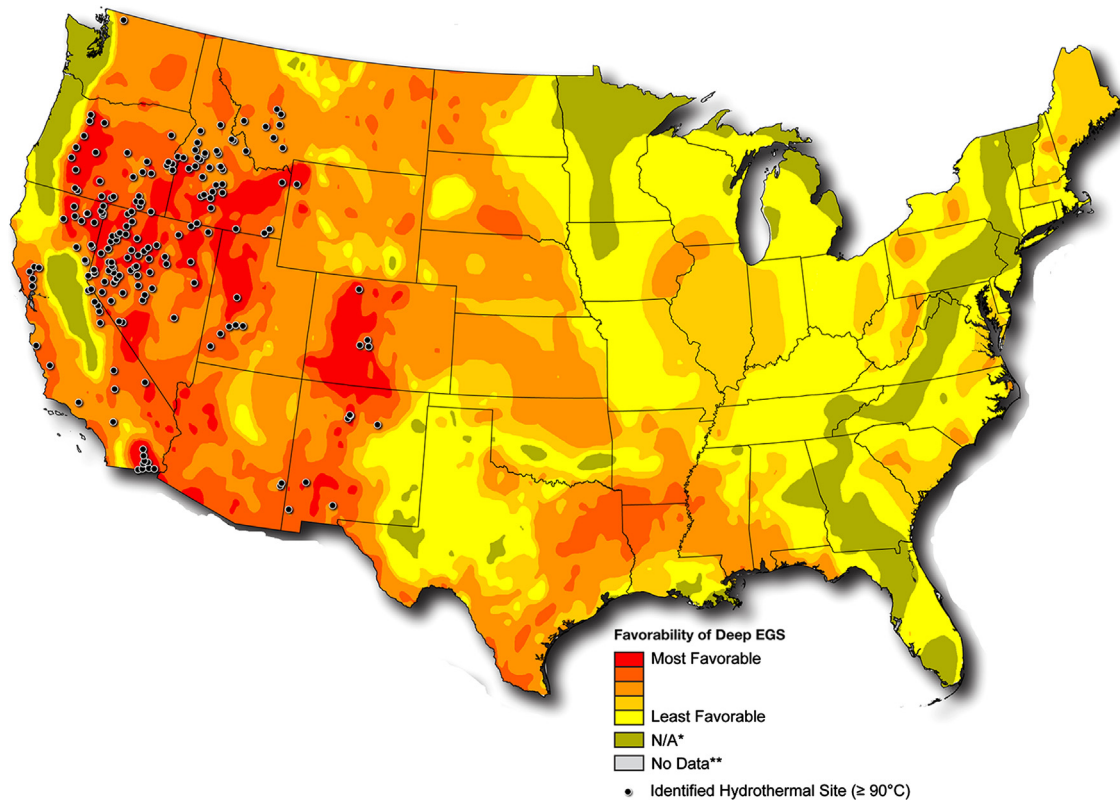 Favorability of Deep EGS
Most Favorable
Least Favorable
N/A*
No Data**
Identified Hydrothermal Site (≥ 90°C)